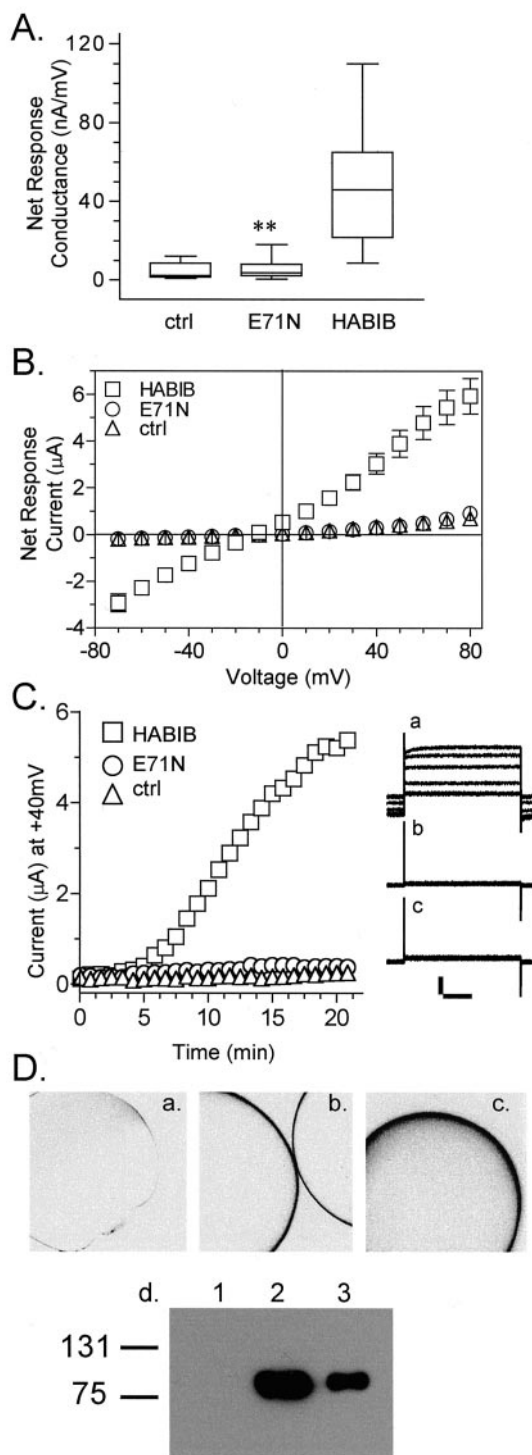 A.
Net Response
Conductance (nA/mV)
120
80
40
0
**
ctrl
E71N
HABIB
B.
Net Response
Current (μA)
6
4
2
0
-2
-4
HABIB
E71N
ctrl
-80
-40
0
40
80
Voltage (mV)
C.
Current (μA) at +40mV
6
4
2
0
HABIB
E71N
ctrl
0
5
10
15
20
Time (min)
a
b
c
D.
a.
b.
c.
d.
1
2
3
131
75